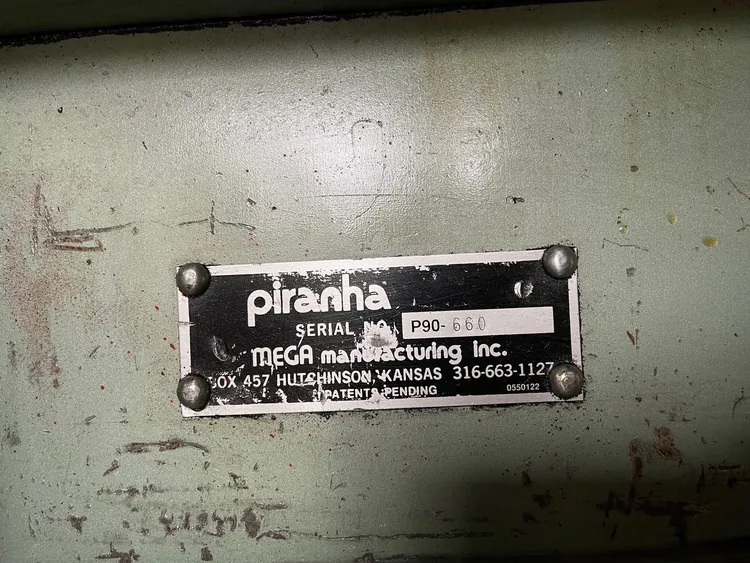 piranha
SERIAL NO. P90-660
MEGA manufacturing Inc.
BOX 457 HUTCHINSON, KANSAS 316-663-1127
PATENTS PENDING 0550122